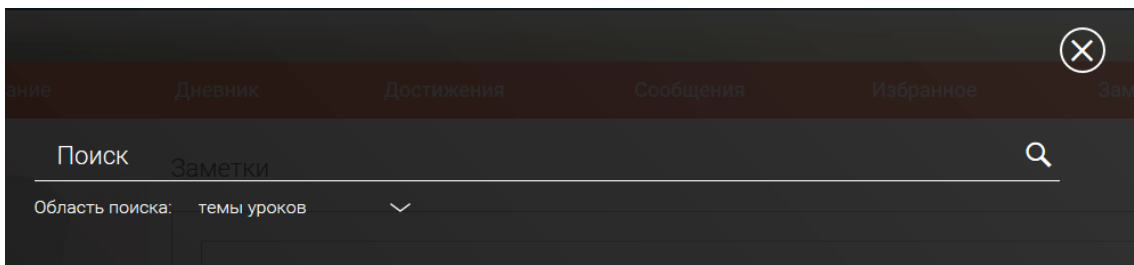 ание Дневник Достижения Сообщения Избранное Зам
Поиск
Заметки
Область поиска: темы уроков